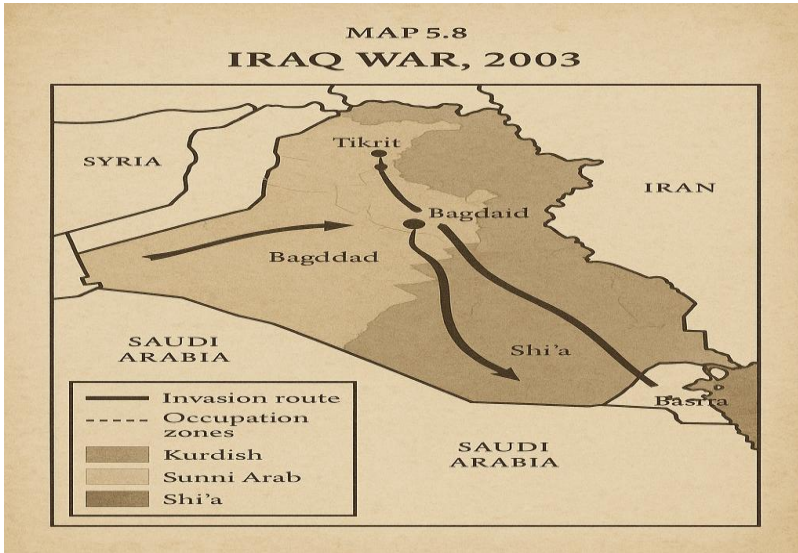 MAP 5.8
IRAQ WAR, 2003
Tikrit
SYRIA
IRAN
Bagdaid
Bagddad
SAUDI
ARABIA
Shi'a
Basrra
SAUDI
ARABIA
Invasion route
Occupation
zones
Kurdish
Sunni Arab
Shi'a